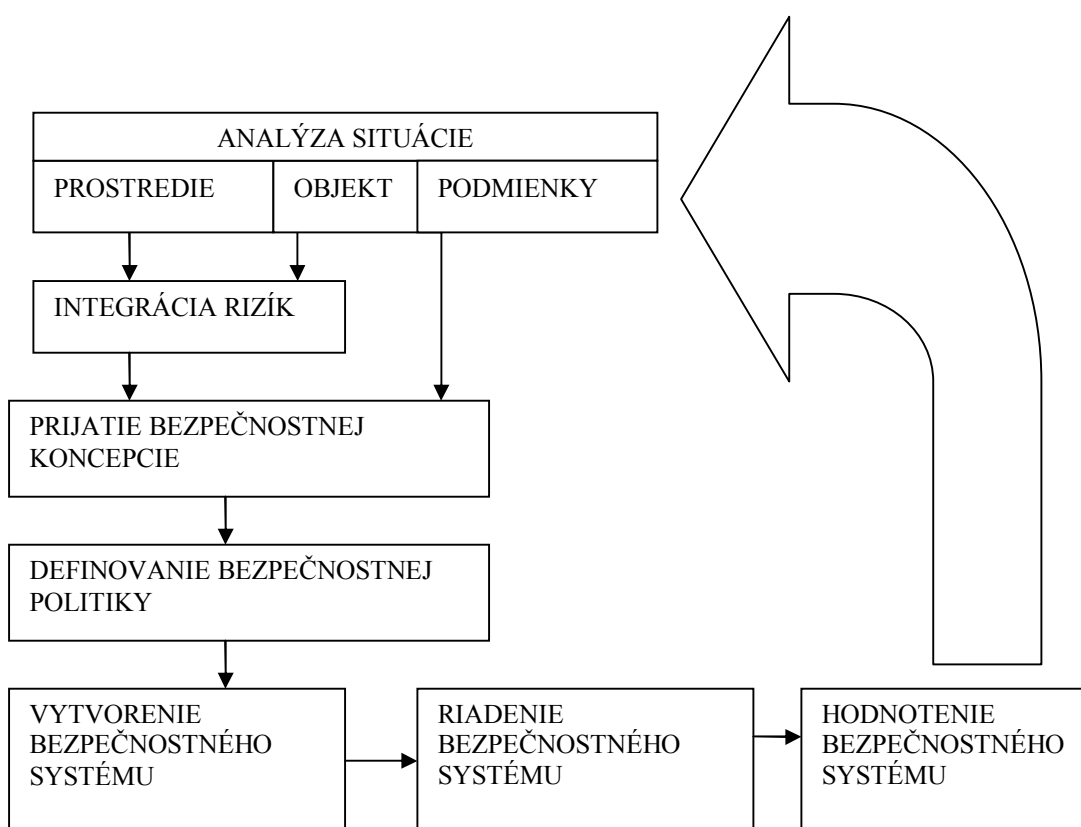 ANALÝZA SITUÁCIE
PROSTREDIE
OBJEKT
PODMIENKY
INTEGRÁCIA RIZÍK
PRIJATIE BEZPEČNOSTNEJ
KONCEPCIE
DEFINOVANIE BEZPEČNOSTNEJ
POLITIKY
VYTVORENIE
BEZPEČNOSTNÉHO
SYSTÉMU
RIADENIE
BEZPEČNOSTNÉHO
SYSTÉMU
HODNOTENIE
BEZPEČNOSTNÉHO
SYSTÉMU